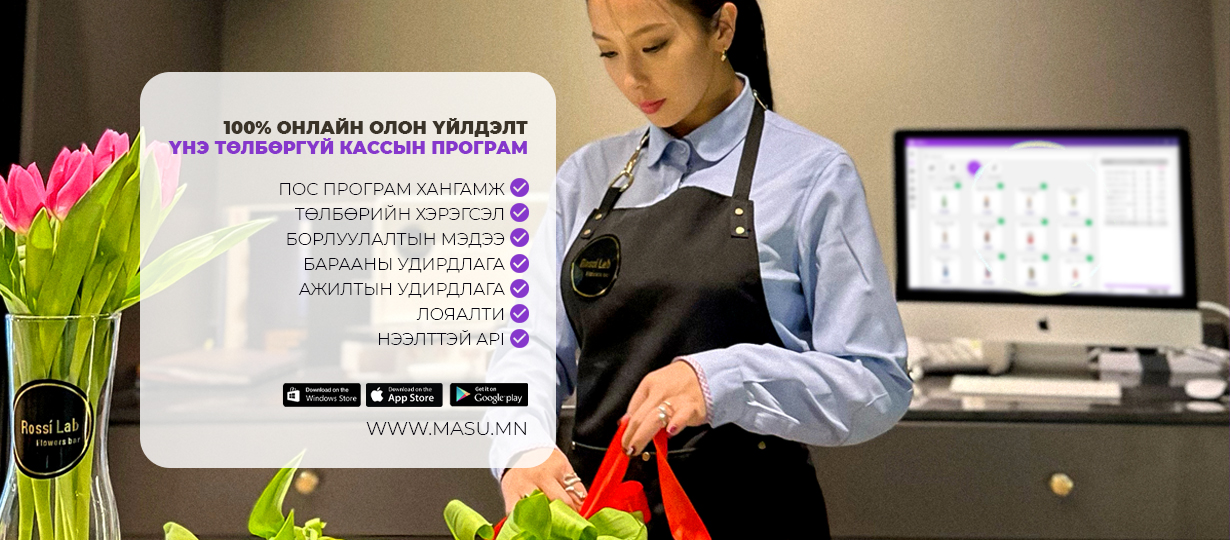 100% ОНЛАЙН ОЛОН ҮЙЛДЭЛТ
ҮНЭ ТӨЛБӨРГҮЙ КАССЫН ПРОГРАМ
ПОС ПРОГРАМ ХАНГАМЖ
ТӨЛБӨРИЙН ХЭРЭГСЭЛ
БОРЛУУЛАЛТЫН МЭДЭЭ
БАРААНЫ УДИРДЛАГА
АЖИЛТЫН УДИРДЛАГА
ЛОЯАЛТИ
НЭЭЛТТЭЙ API
Download on the
Windows Store
Download on the
App Store
Get it on
Google play
WWW.MASU.MN
Rossi Lab
flowers bar
Rossi Lab
flowers bar